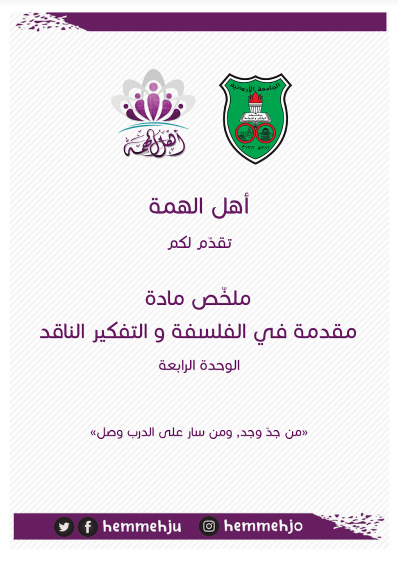 الجامعة الأردنية
أهل الهمة
أهل الهمة
تقدّم لكم
ملخّص مادة
مقدمة في الفلسفة و التفكير الناقد
الوحدة الرابعة
«من جدّ وجد, ومن سار على الدرب وصل»
hemmehju hemmehjo